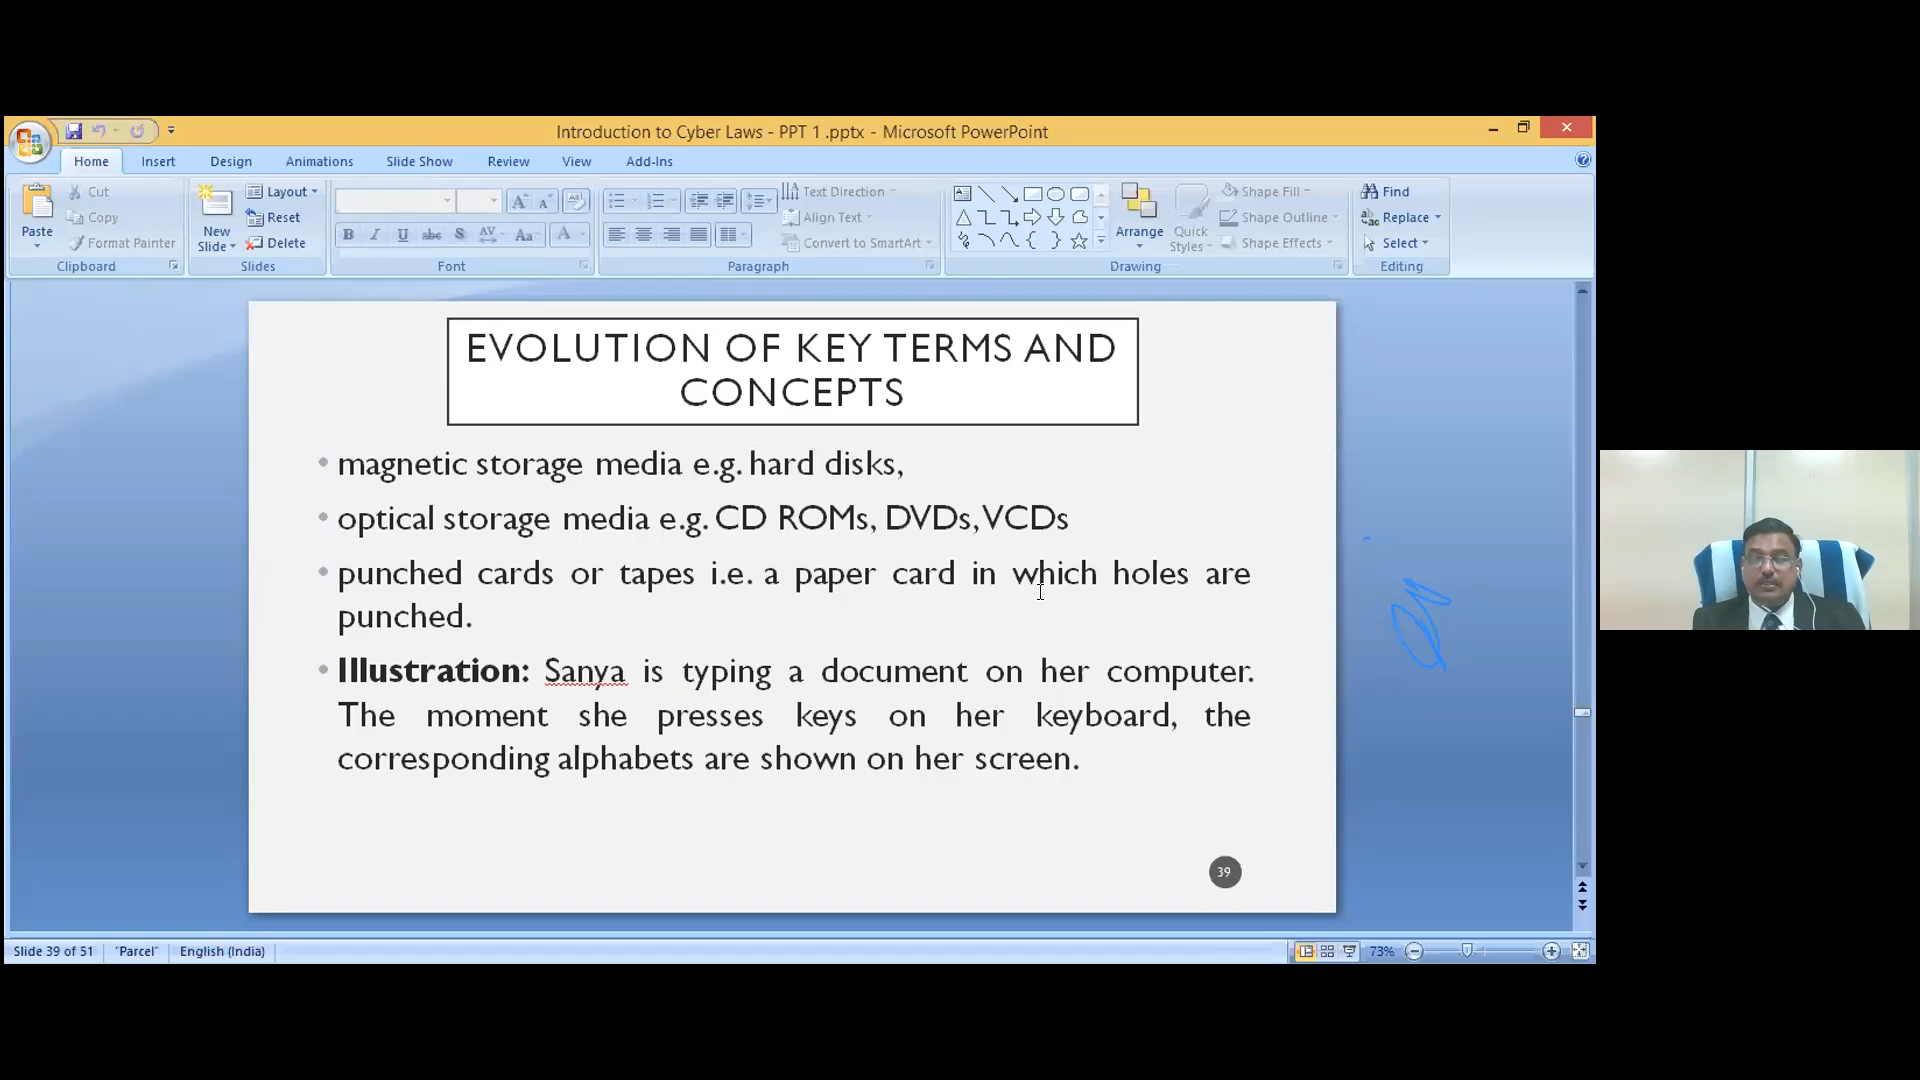 Introduction to Cyber Laws - PPT 1 .pptx - Microsoft PowerPoint
Home Insert Design Animations Slide Show Review View Add-Ins
Paste
Cut
Copy
Format Painter
Clipboard
New
Slide
Layout
Reset
Delete
Slides
Font
Text Direction
Align Text
Convert to SmartArt
Paragraph
Arrange
Quick
Styles
Shape Fill
Shape Outline
Shape Effects
Drawing
Find
Replace
Select
Editing
EVOLUTION OF KEY TERMS AND
CONCEPTS
• magnetic storage media e.g. hard disks,
• optical storage media e.g. CD ROMs, DVDs, VCDs
• punched cards or tapes i.e. a paper card in which holes are
punched.
• Illustration: Sanya is typing a document on her computer.
The moment she presses keys on her keyboard, the
corresponding alphabets are shown on her screen.
39
Slide 39 of 51 "Parcel" English (India) 73%